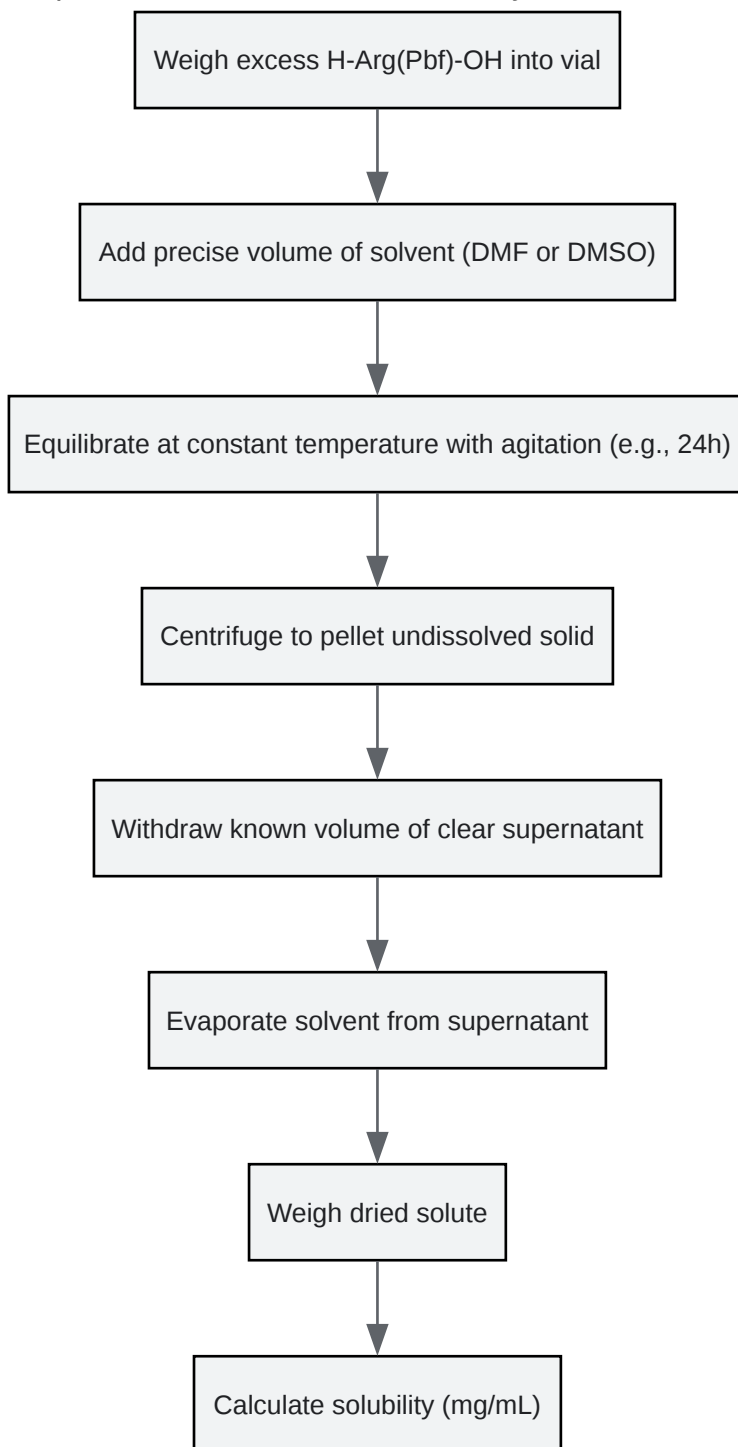 Weigh excess H-Arg(Pbf)-OH into vial
Add precise volume of solvent (DMF or DMSO)
Equilibrate at constant temperature with agitation (e.g., 24h)
Centrifuge to pellet undissolved solid
Withdraw known volume of clear supernatant
Evaporate solvent from supernatant
Weigh dried solute
Calculate solubility (mg/mL)